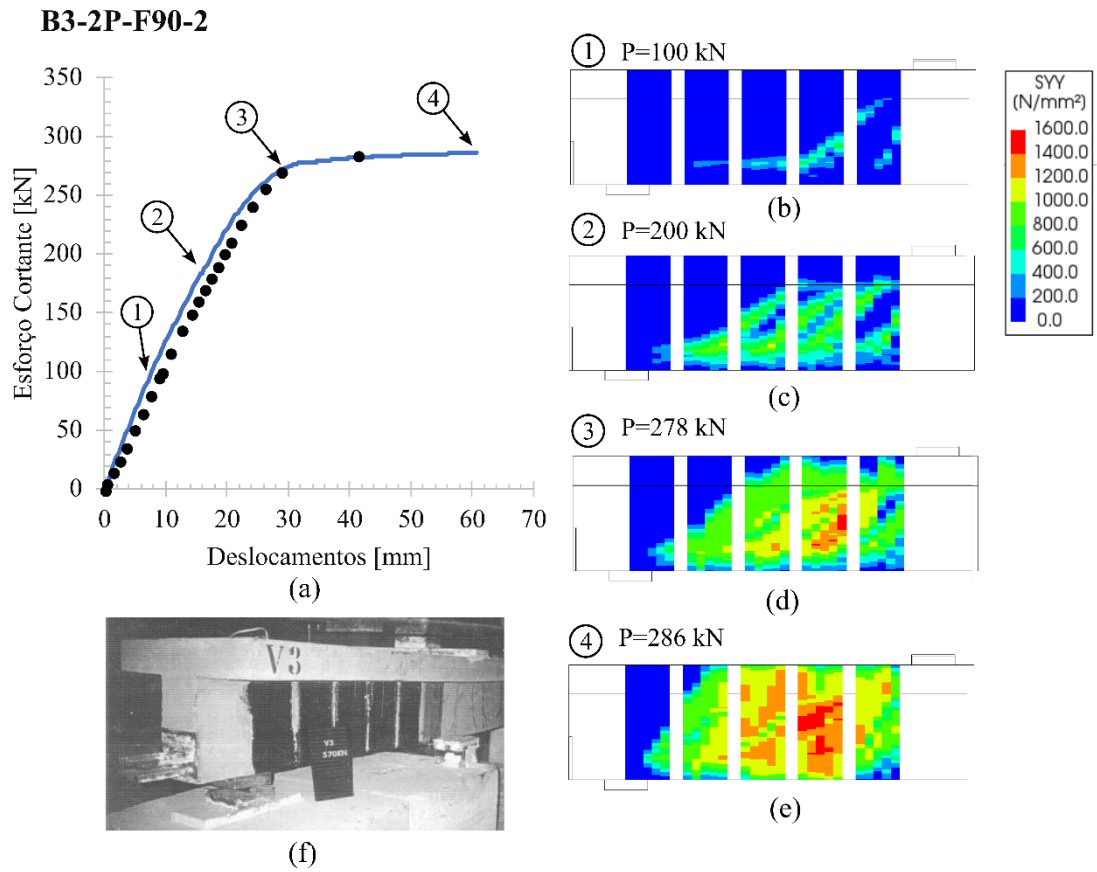 B3-2P-F90-2
350
300
250
200
150
100
50
0
0 10 20 30 40 50 60 70
Esforço Cortante [kN]
Deslocamentos [mm]
1
2
3
4
(a)
1 P=100 kN
(b)
2 P=200 kN
(c)
3 P=278 kN
(d)
4 P=286 kN
(e)
SYY
(N/mm²)
1600.0
1400.0
1200.0
1000.0
800.0
600.0
400.0
200.0
0.0
V3
V3
570KN
(f)